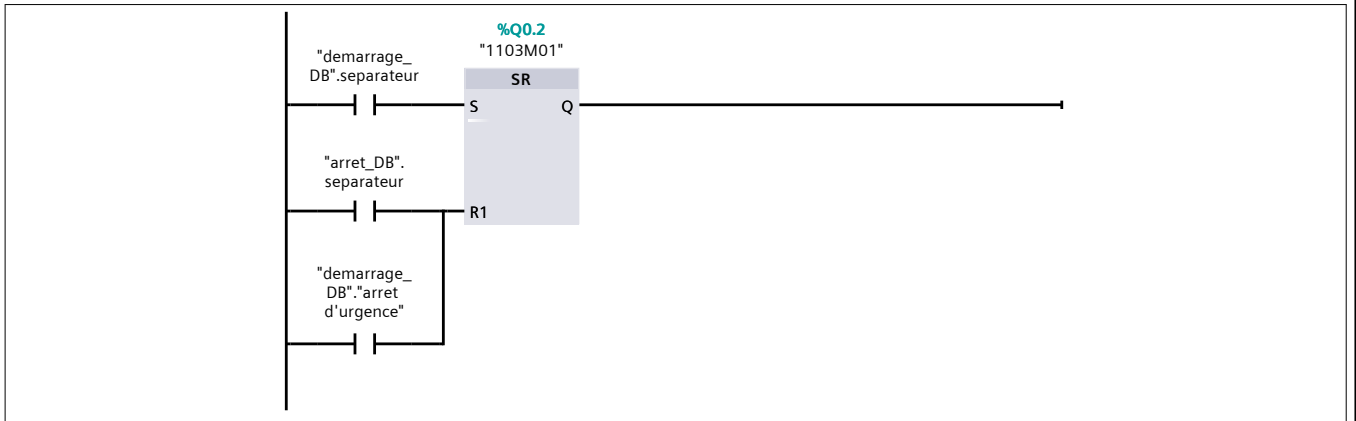 %Q0.2
"1103M01"
"demarrage_
DB".separateur
SR
S
Q
"arret_DB".
separateur
R1
"demarrage_
DB"."arret
d'urgence"